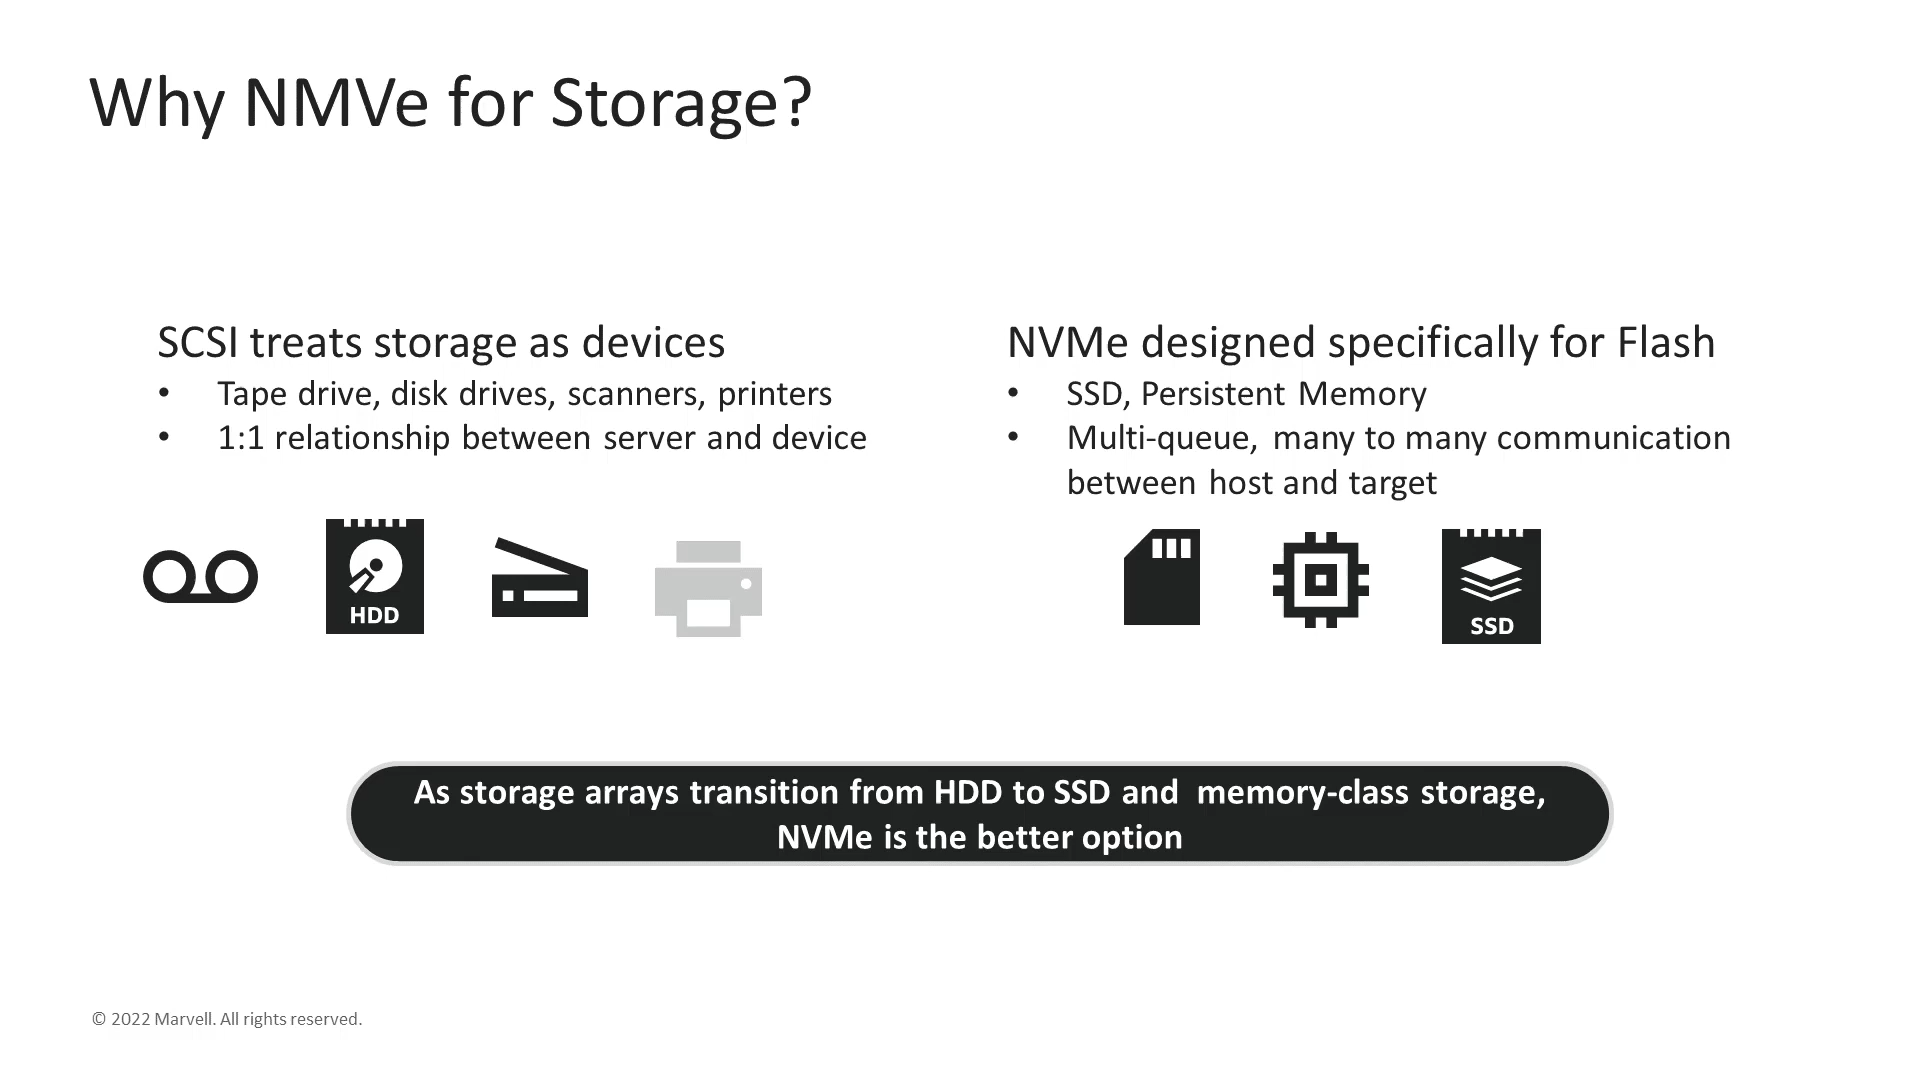 Why NMVe for Storage?
SCSI treats storage as devices
• Tape drive, disk drives, scanners, printers
• 1:1 relationship between server and device
HDD
NVMe designed specifically for Flash
• SSD, Persistent Memory
• Multi-queue, many to many communication
between host and target
SSD
As storage arrays transition from HDD to SSD and memory-class storage,
NVMe is the better option
© 2022 Marvell. All rights reserved.